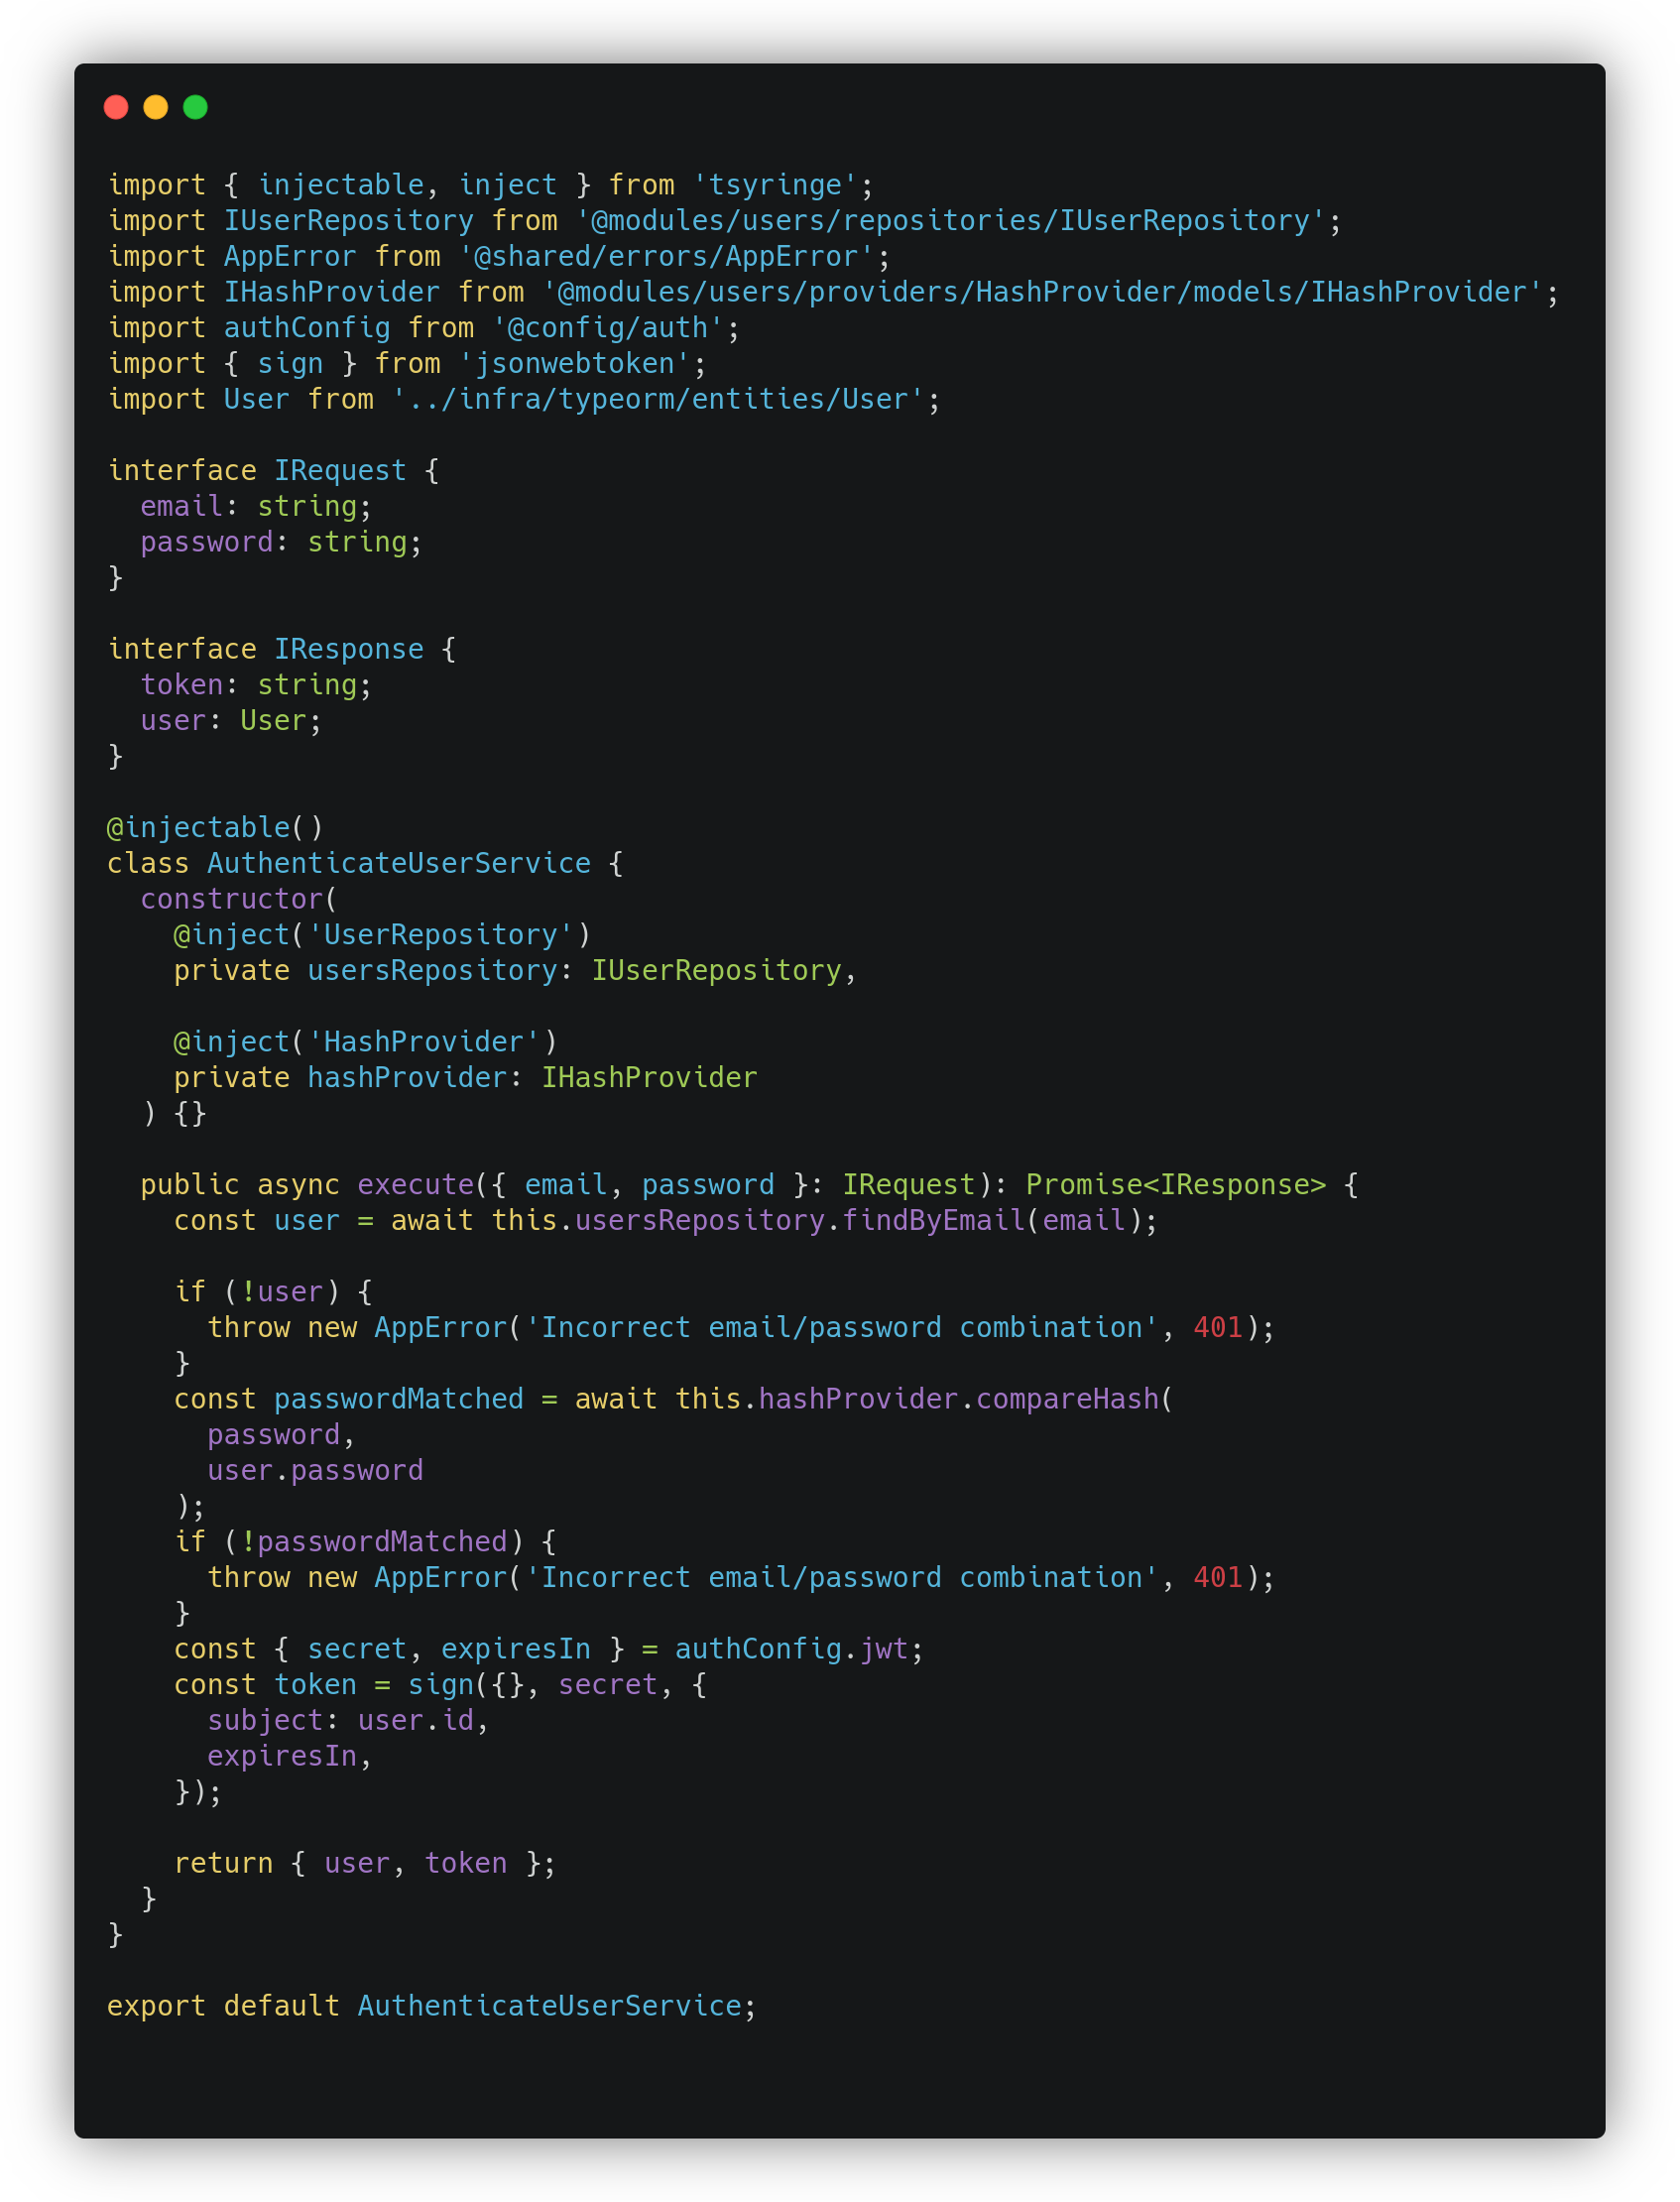 import { injectable, inject } from 'tsyringe';
import IUserRepository from '@modules/users/repositories/IUserRepository';
import AppError from '@shared/errors/AppError';
import IHashProvider from '@modules/users/providers/HashProvider/models/IHashProvider';
import authConfig from '@config/auth';
import { sign } from 'jsonwebtoken';
import User from '../infra/typeorm/entities/User';

interface IRequest {
  email: string;
  password: string;
}

interface IResponse {
  token: string;
  user: User;
}

@injectable()
class AuthenticateUserService {
  constructor(
    @inject('UserRepository')
    private usersRepository: IUserRepository,

    @inject('HashProvider')
    private hashProvider: IHashProvider
  ) {}

  public async execute({ email, password }: IRequest): Promise<IResponse> {
    const user = await this.usersRepository.findByEmail(email);

    if (!user) {
      throw new AppError('Incorrect email/password combination', 401);
    }
    const passwordMatched = await this.hashProvider.compareHash(
      password,
      user.password
    );
    if (!passwordMatched) {
      throw new AppError('Incorrect email/password combination', 401);
    }
    const { secret, expiresIn } = authConfig.jwt;
    const token = sign({}, secret, {
      subject: user.id,
      expiresIn,
    });

    return { user, token };
  }
}

export default AuthenticateUserService;